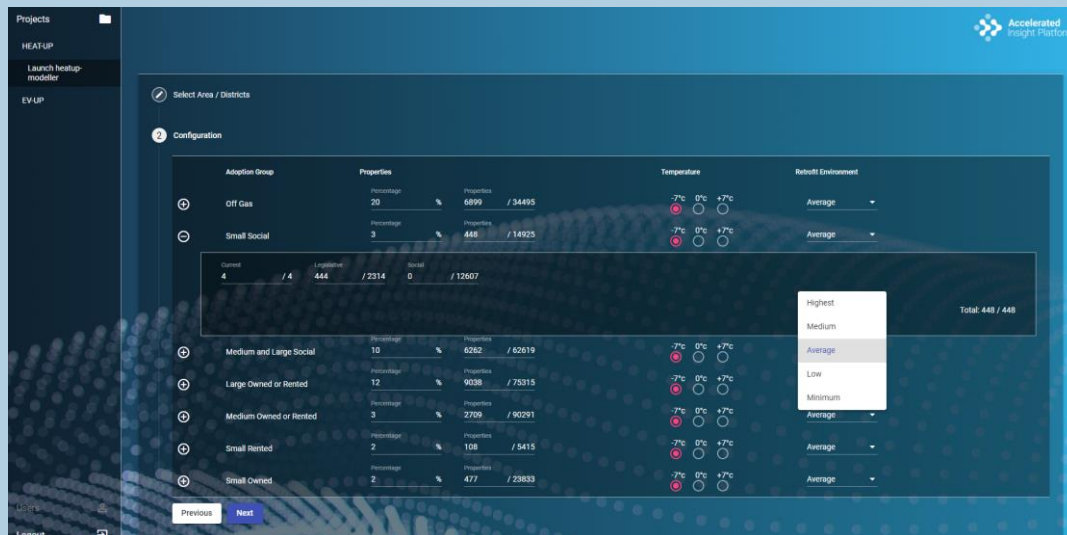 Projects
HEAT-UP
Launch heatup-
modeller
EV-UP
Users
Logout
Accelerated
Insight Platform
Select Area / Districts
2 Configuration
Adoption Group Properties Temperature Retrofit Environment
Percentage Properties
Off Gas 20 % 6899 / 34495 -7°c 0°c +7°c Average
Percentage Properties
Small Social 3 % 448 / 14925 -7°c 0°c +7°c Average
Current Legislative Social
4 / 4 444 / 2314 0 / 12607
Total: 448 / 448
Highest
Medium
Average
Low
Minimum
Percentage Properties
Medium and Large Social 10 % 6262 / 62619 -7°c 0°c +7°c
Percentage Properties
Large Owned or Rented 12 % 9038 / 75315 -7°c 0°c +7°c
Percentage Properties
Medium Owned or Rented 3 % 2709 / 90291 -7°c 0°c +7°c Average
Percentage Properties
Small Rented 2 % 108 / 5415 -7°c 0°c +7°c Average
Percentage Properties
Small Owned 2 % 477 / 23833 -7°c 0°c +7°c Average
Previous Next